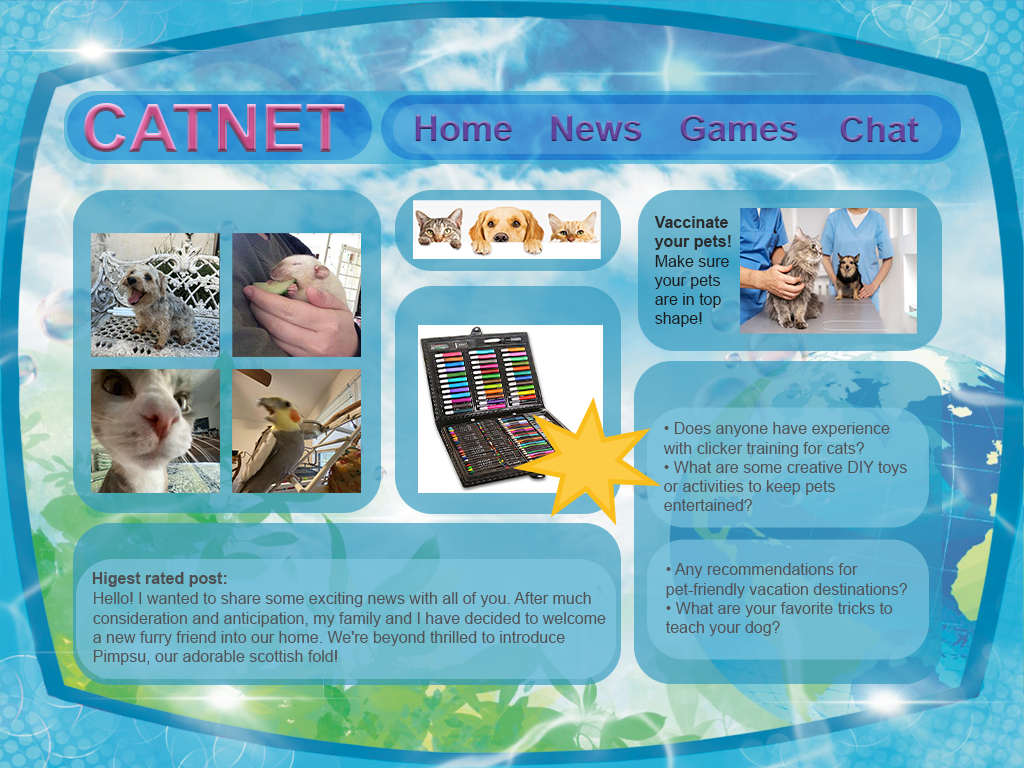 CATNET
Home News Games Chat
Vaccinate
your pets!
Make sure
your pets
are in top
shape!
• Does anyone have experience
with clicker training for cats?
• What are some creative DIY toys
or activities to keep pets
entertained?
Higest rated post:
Hello! I wanted to share some exciting news with all of you. After much
consideration and anticipation, my family and I have decided to welcome
a new furry friend into our home. We're beyond thrilled to introduce
Pimpsu, our adorable scottish fold!
• Any recommendations for
pet-friendly vacation destinations?
• What are your favorite tricks to
teach your dog?